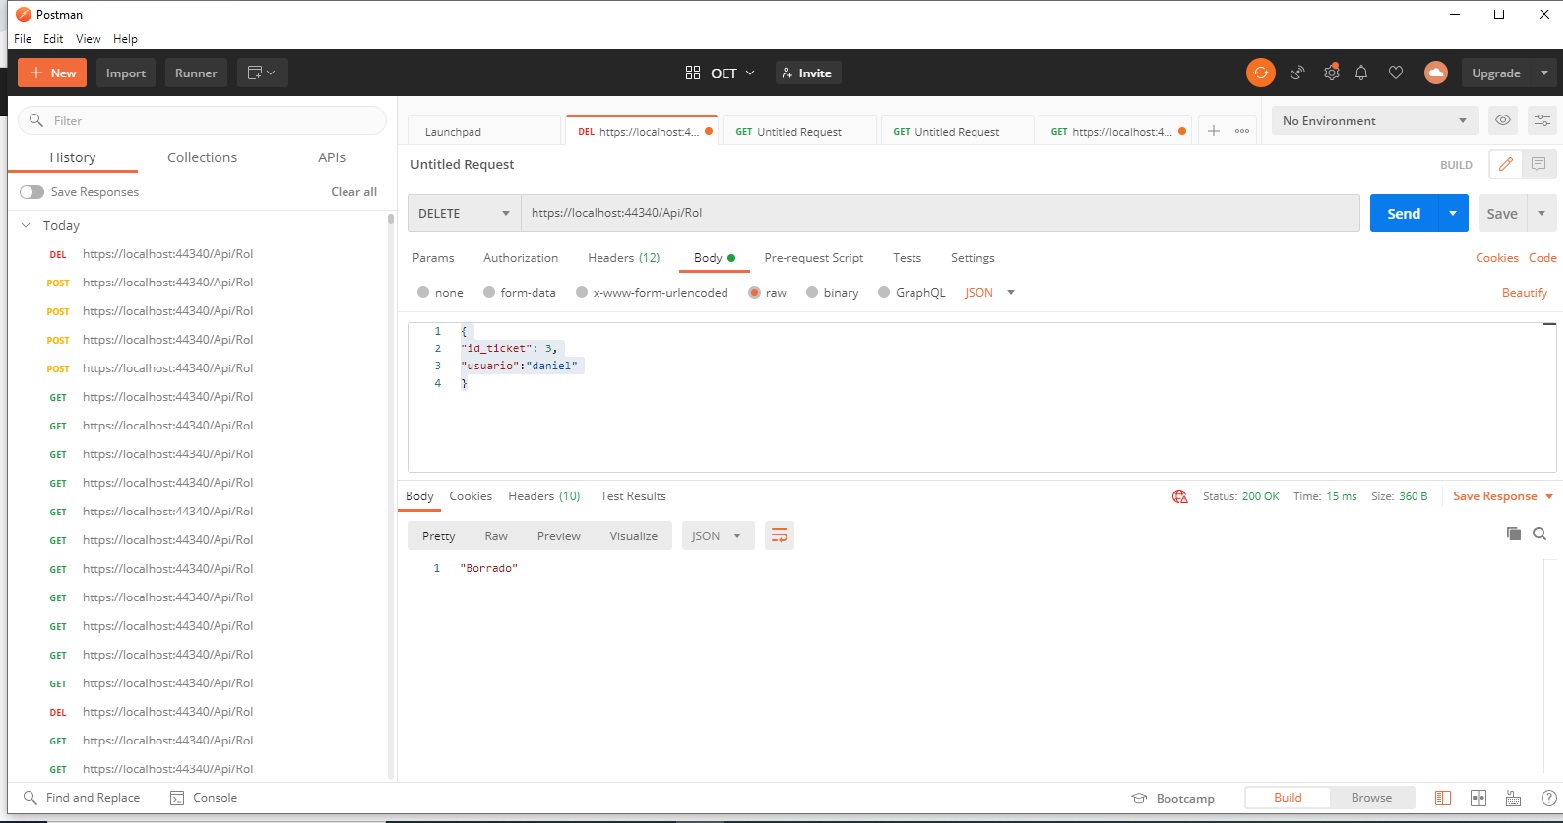 Postman
File Edit View Help
New Import Runner OET Invite Upgrade
Filter
History Collections APIs
Save Responses Clear all
Today
DEL https://localhost:44340/Api/Rol
POST https://localhost:44340/Api/Rol
POST https://localhost:44340/Api/Rol
POST https://localhost:44340/Api/Rol
POST https://localhost:44340/Api/Rol
GET https://localhost:44340/Api/Rol
GET https://localhost:44340/Api/Rol
GET https://localhost:44340/Api/Rol
GET https://localhost:44340/Api/Rol
GET https://localhost:44340/Api/Rol
GET https://localhost:44340/Api/Rol
GET https://localhost:44340/Api/Rol
GET https://localhost:44340/Api/Rol
GET https://localhost:44340/Api/Rol
GET https://localhost:44340/Api/Rol
GET https://localhost:44340/Api/Rol
DEL https://localhost:44340/Api/Rol
GET https://localhost:44340/Api/Rol
GET https://localhost:44340/Api/Rol
Launchpad DEL https://localhost:4... GET Untitled Request GET Untitled Request GET https://localhost:4... No Environment
Untitled Request BUILD
DELETE https://localhost:44340/Api/Rol Send Save
Params Authorization Headers (12) Body Pre-request Script Tests Settings Cookies Code
none form-data x-www-form-urlencoded raw binary GraphQL JSON Beautify
1 {
2 "id_ticket": 3,
3 "usuario":"daniel"
4 }
Body Cookies Headers (10) Test Results Status: 200 OK Time: 15 ms Size: 360 B Save Response
Pretty Raw Preview Visualize JSON
1 "Borrado"
Find and Replace Console Bootcamp Build Browse